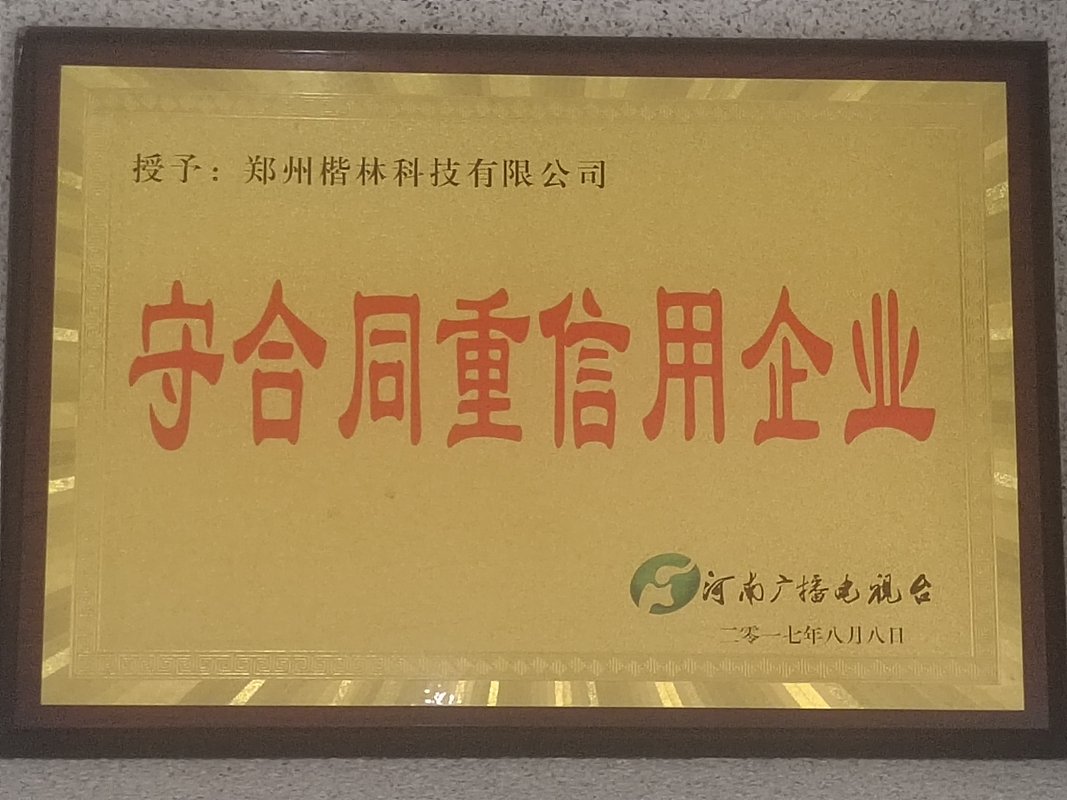 授予：郑州楷林科技有限公司
守合同重信用企业
河南广播电视台
二零一七年八月八日